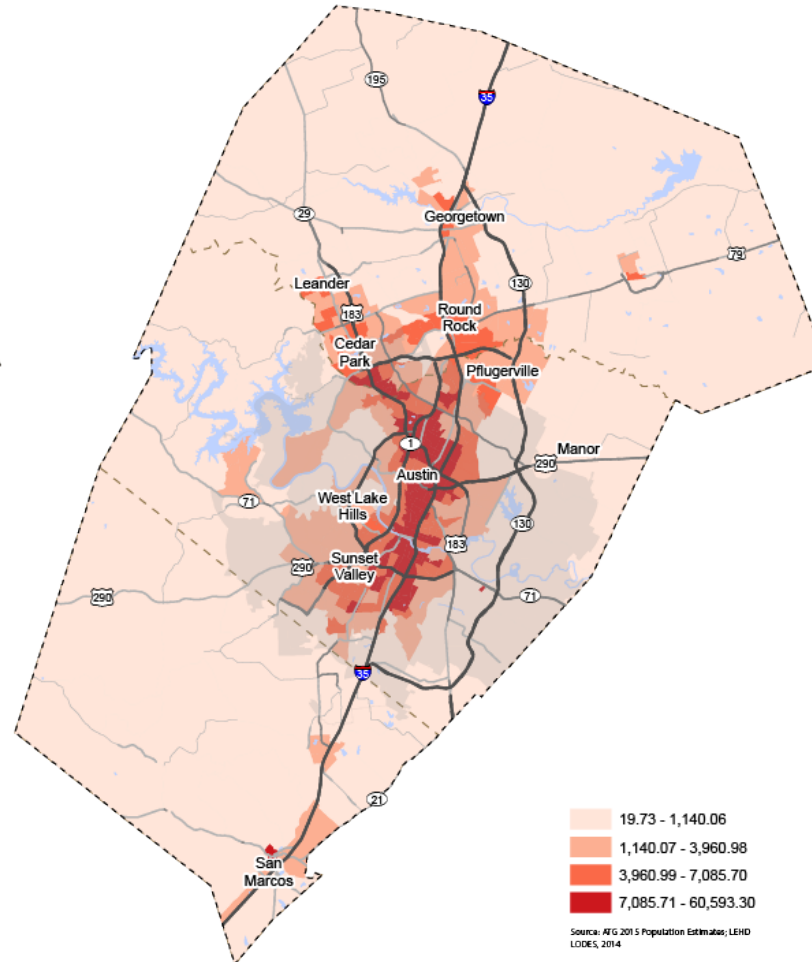 195
35
29
Georgetown
79
130
Leander
183
Round
Rock
Cedar
Park
Pflugerville
1
Manor
290
Austin
71
West Lake
Hills
130
183
Sunset
Valley
290
290
71
35
21
San
Marcos
19.73 - 1,140.06
1,140.07 - 3,960.98
3,960.99 - 7,085.70
7,085.71 - 60,593.30
Source: ATG 2015 Population Estimates; LEHD
LODES, 2014